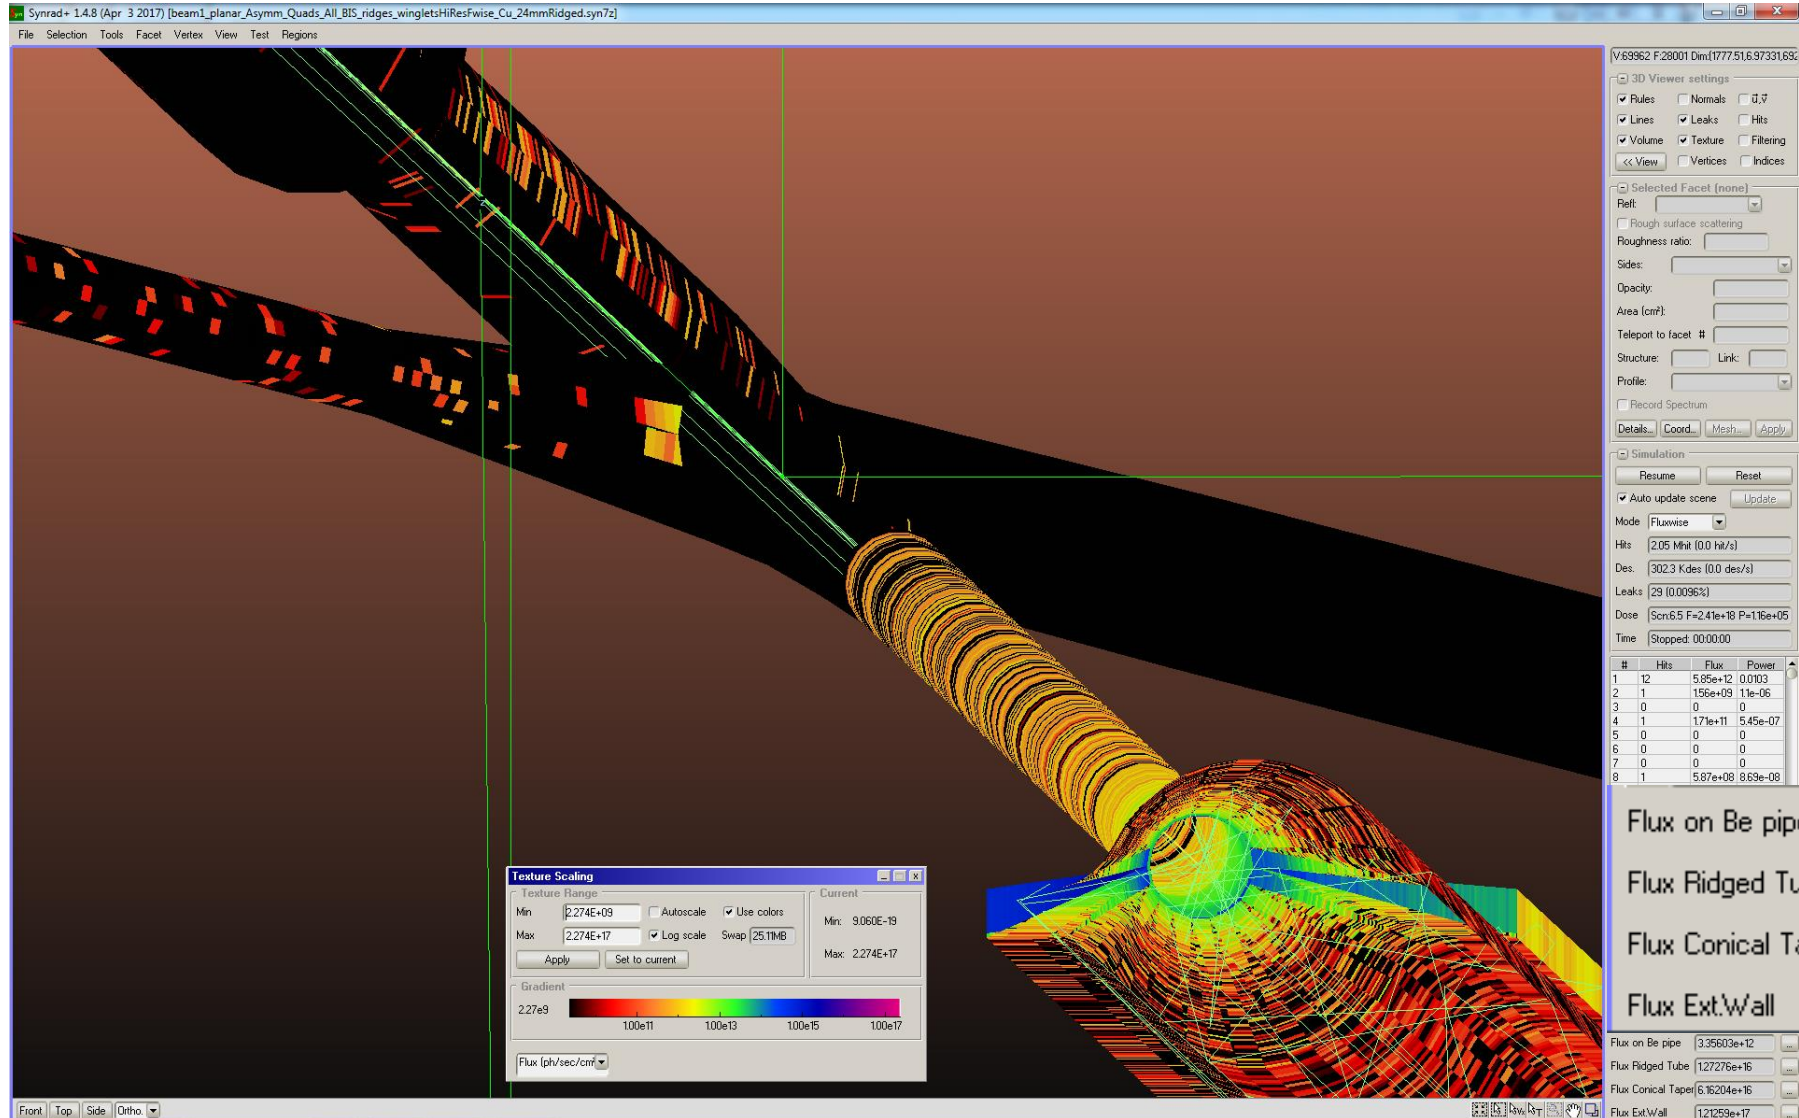 Synrad+ 1.4.8 (Apr 3 2017) [beam1_planar_Asymm_Quads_All_BIS_ridges_wingletsHiResFwise_Cu_24mmRidged.syn7z]
File Selection Tools Facet Vertex View Test Regions
V:69962 F:28001 Dim:(1777.51,6.97331,692
3D Viewer settings
Rules Normals ü,v̈
Lines Leaks Hits
Volume Texture Filtering
<< View Vertices Indices
Selected Facet (none)
Refl:
Rough surface scattering
Roughness ratio:
Sides:
Opacity:
Area (cm²):
Teleport to facet #
Structure: Link:
Profile:
Record Spectrum
Details... Coord... Mesh... Apply
Simulation
Resume Reset
Auto update scene Update
Mode Fluxwise
Hits 2.05 Mhit (0.0 hit/s)
Des. 302.3 Kdes (0.0 des/s)
Leaks 29 (0.0096%)
Dose Scn:6.5 F=2.41e+18 P=1.16e+05
Time Stopped: 00:00:00
# Hits Flux Power
1 12 5.85e+12 0.0103
2 1 1.56e+09 1.1e-06
3 0 0 0
4 1 1.71e+11 5.45e-07
5 0 0 0
6 0 0 0
7 0 0 0
8 1 5.87e+08 8.69e-08
Flux on Be pipe
Flux Ridged Tu
Flux Conical Ta
Flux Ext.Wall
Flux on Be pipe 3.35603e+12 ...
Flux Ridged Tube 1.27276e+16 ...
Flux Conical Taper 6.16204e+16 ...
Flux Ext.Wall 1.21259e+17 ...
Z
Texture Scaling
Texture Range Current
Min 2.274E+09 Autoscale Use colors Min: 9.060E-19
Max 2.274E+17 Log scale Swap 25.11MB Max: 2.274E+17
Apply Set to current
Gradient
2.27e9
1.00e11 1.00e13 1.00e15 1.00e17
Flux (ph/sec/cm²
Front Top Side Ortho.